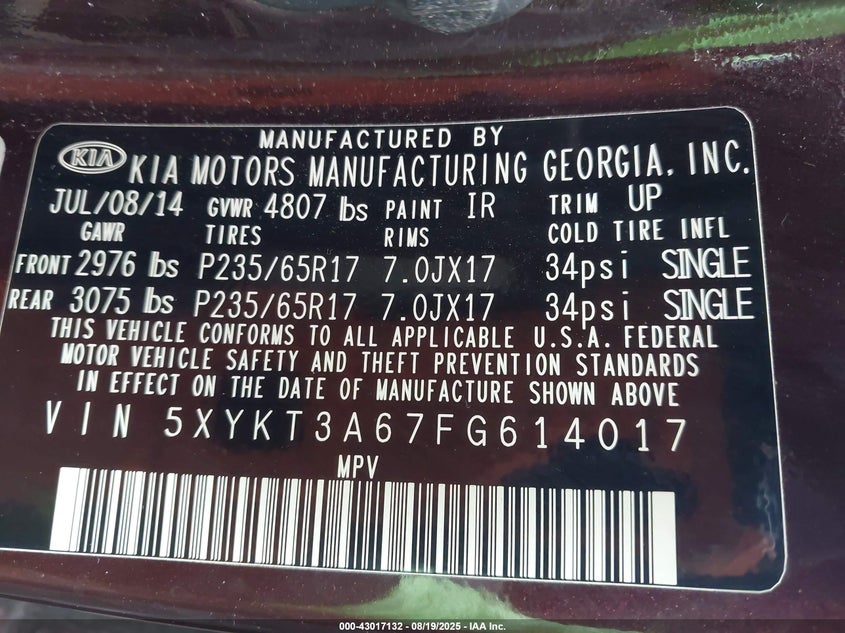 MANUFACTURED BY
KIA KIA MOTORS MANUFACTURING GEORGIA, INC.
JUL/08/14 GVWR 4807 lbs PAINT IR TRIM UP
GAWR TIRES RIMS COLD TIRE INFL
FRONT 2976 lbs P235/65R17 7.0JX17 34psi SINGLE
REAR 3075 lbs P235/65R17 7.0JX17 34psi SINGLE
THIS VEHICLE CONFORMS TO ALL APPLICABLE U.S.A. FEDERAL
MOTOR VEHICLE SAFETY AND THEFT PREVENTION STANDARDS
IN EFFECT ON THE DATE OF MANUFACTURE SHOWN ABOVE
VIN 5XYKT3A67FG614017
MPV
000-43017132 - 08/19/2025 - IAA Inc.